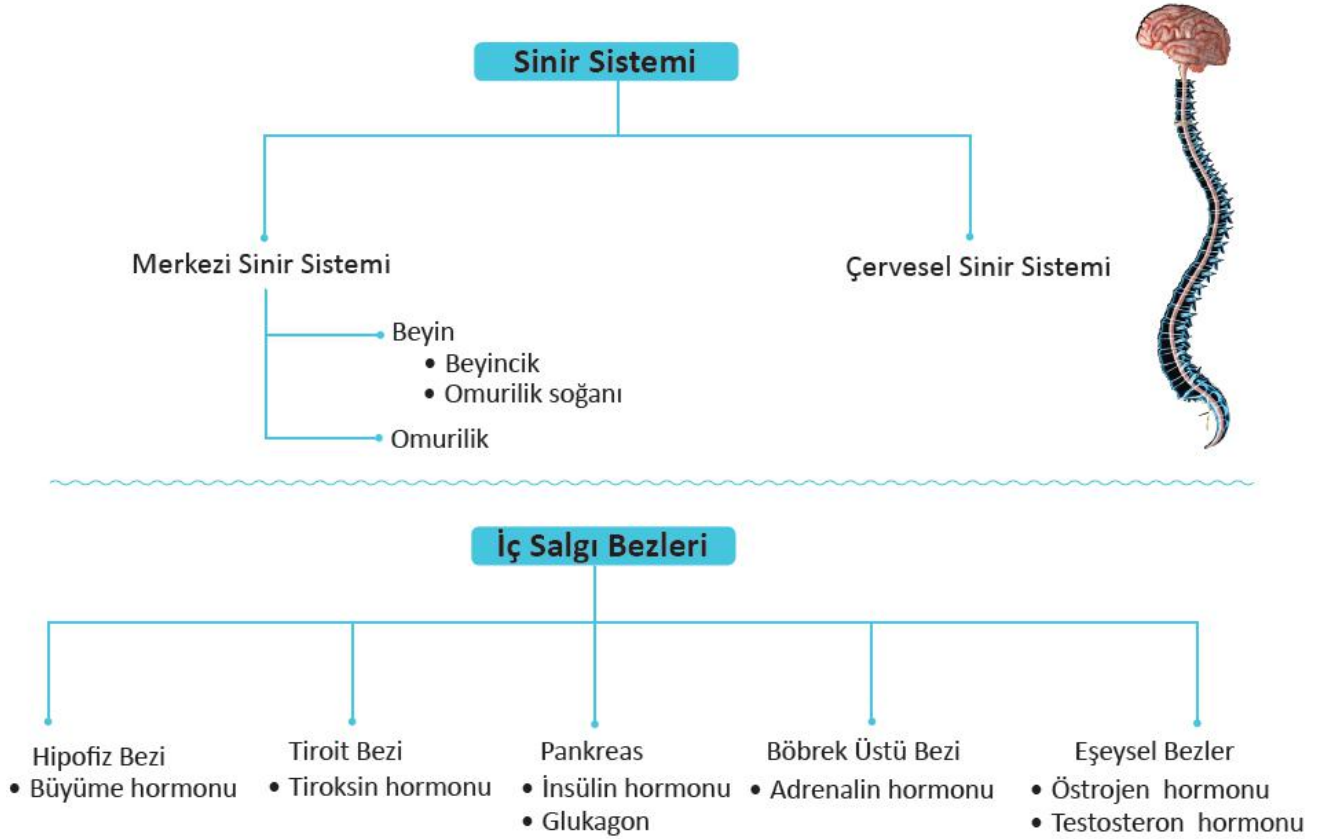 Sinir Sistemi
Merkezi Sinir Sistemi
Çervesel Sinir Sistemi
Beyin
• Beyincik
• Omurilik soğanı
Omurilik
İç Salgı Bezleri
Hipofiz Bezi
• Büyüme hormonu
Tiroit Bezi
• Tiroksin hormonu
Pankreas
• İnsülin hormonu
• Glukagon
Böbrek Üstü Bezi
• Adrenalin hormonu
Eşeysel Bezler
• Östrojen hormonu
• Testosteron hormonu